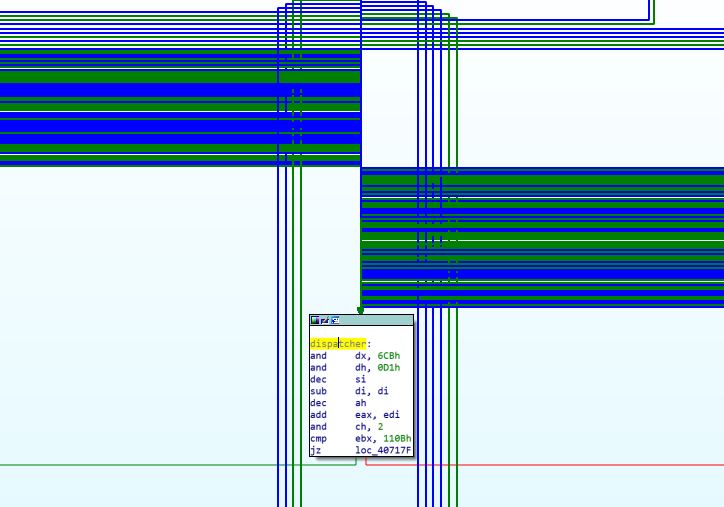 dispatcher:
and dx, 6CBh
and dh, 0D1h
dec si
sub di, di
dec ah
add eax, edi
and ch, 2
cmp ebx, 110Bh
jz loc_40717F